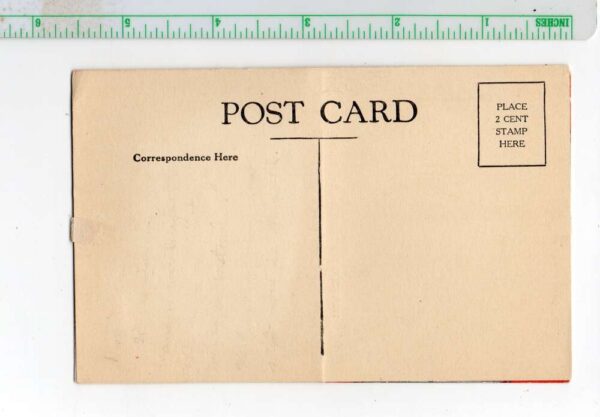 INCHES
1
2
3
4
5
6
POST CARD
Correspondence Here
PLACE
2 CENT
STAMP
HERE